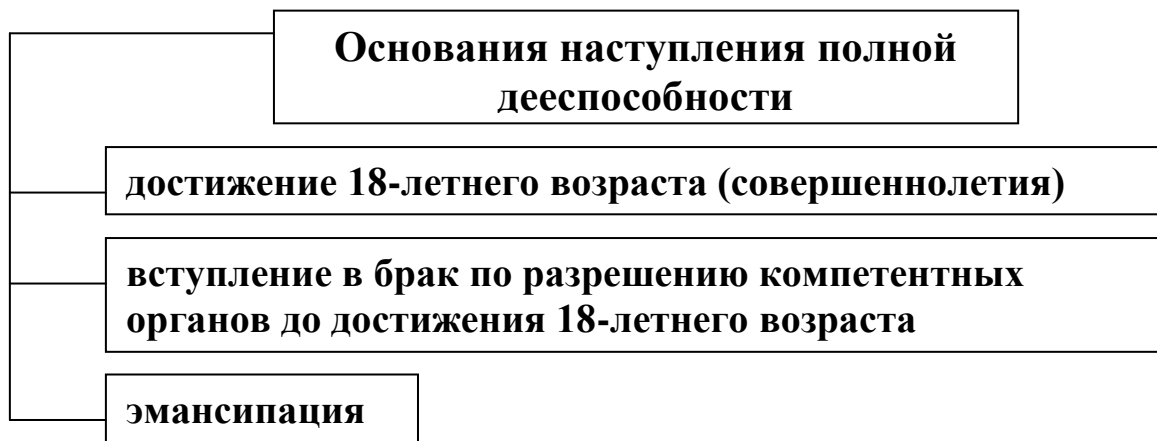 Основания наступления полной
дееспособности
достижение 18-летнего возраста (совершеннолетия)
вступление в брак по разрешению компетентных
органов до достижения 18-летнего возраста
эмансипация